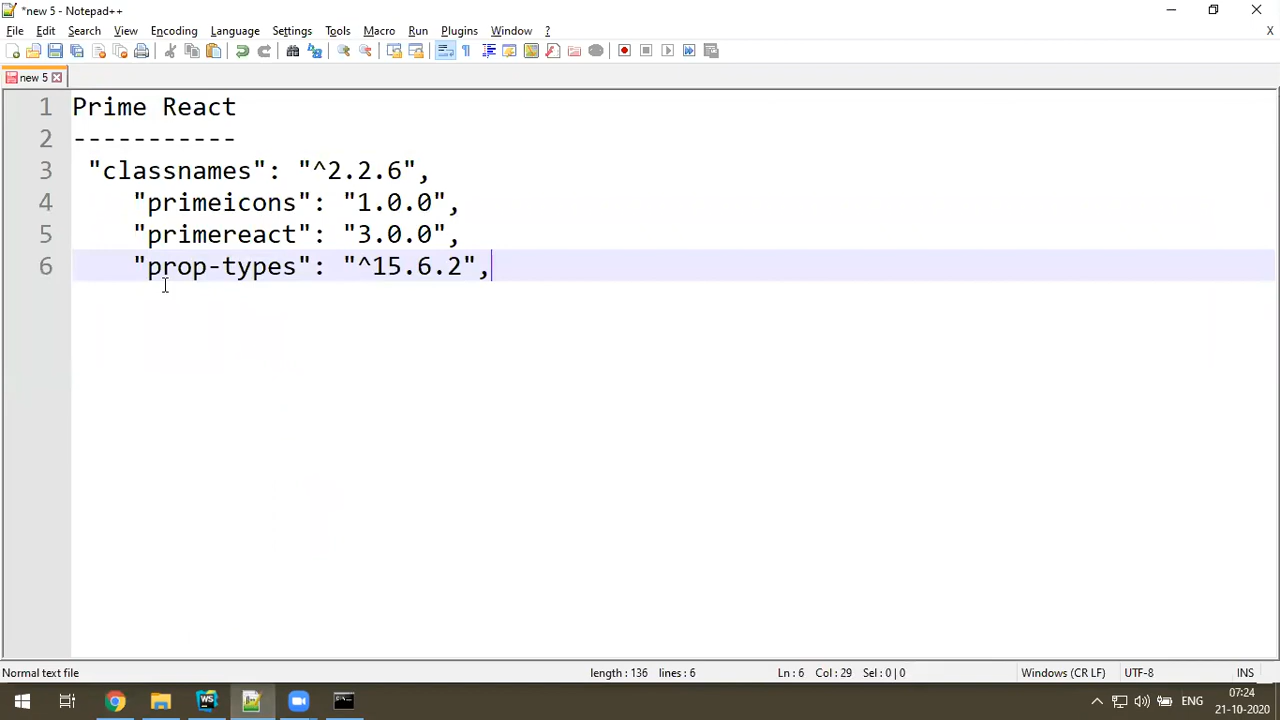 *new 5 - Notepad++
File Edit Search View Encoding Language Settings Tools Macro Run Plugins Window ? X
new 5
1 Prime React
2 -----------
3 "classnames": "^2.2.6",
4 "primeicons": "1.0.0",
5 "primereact": "3.0.0",
6 "prop-types": "^15.6.2",
Normal text file length : 136 lines : 6 Ln : 6 Col : 29 Sel : 0 | 0 Windows (CR LF) UTF-8 INS
WS ENG 07:24
21-10-2020